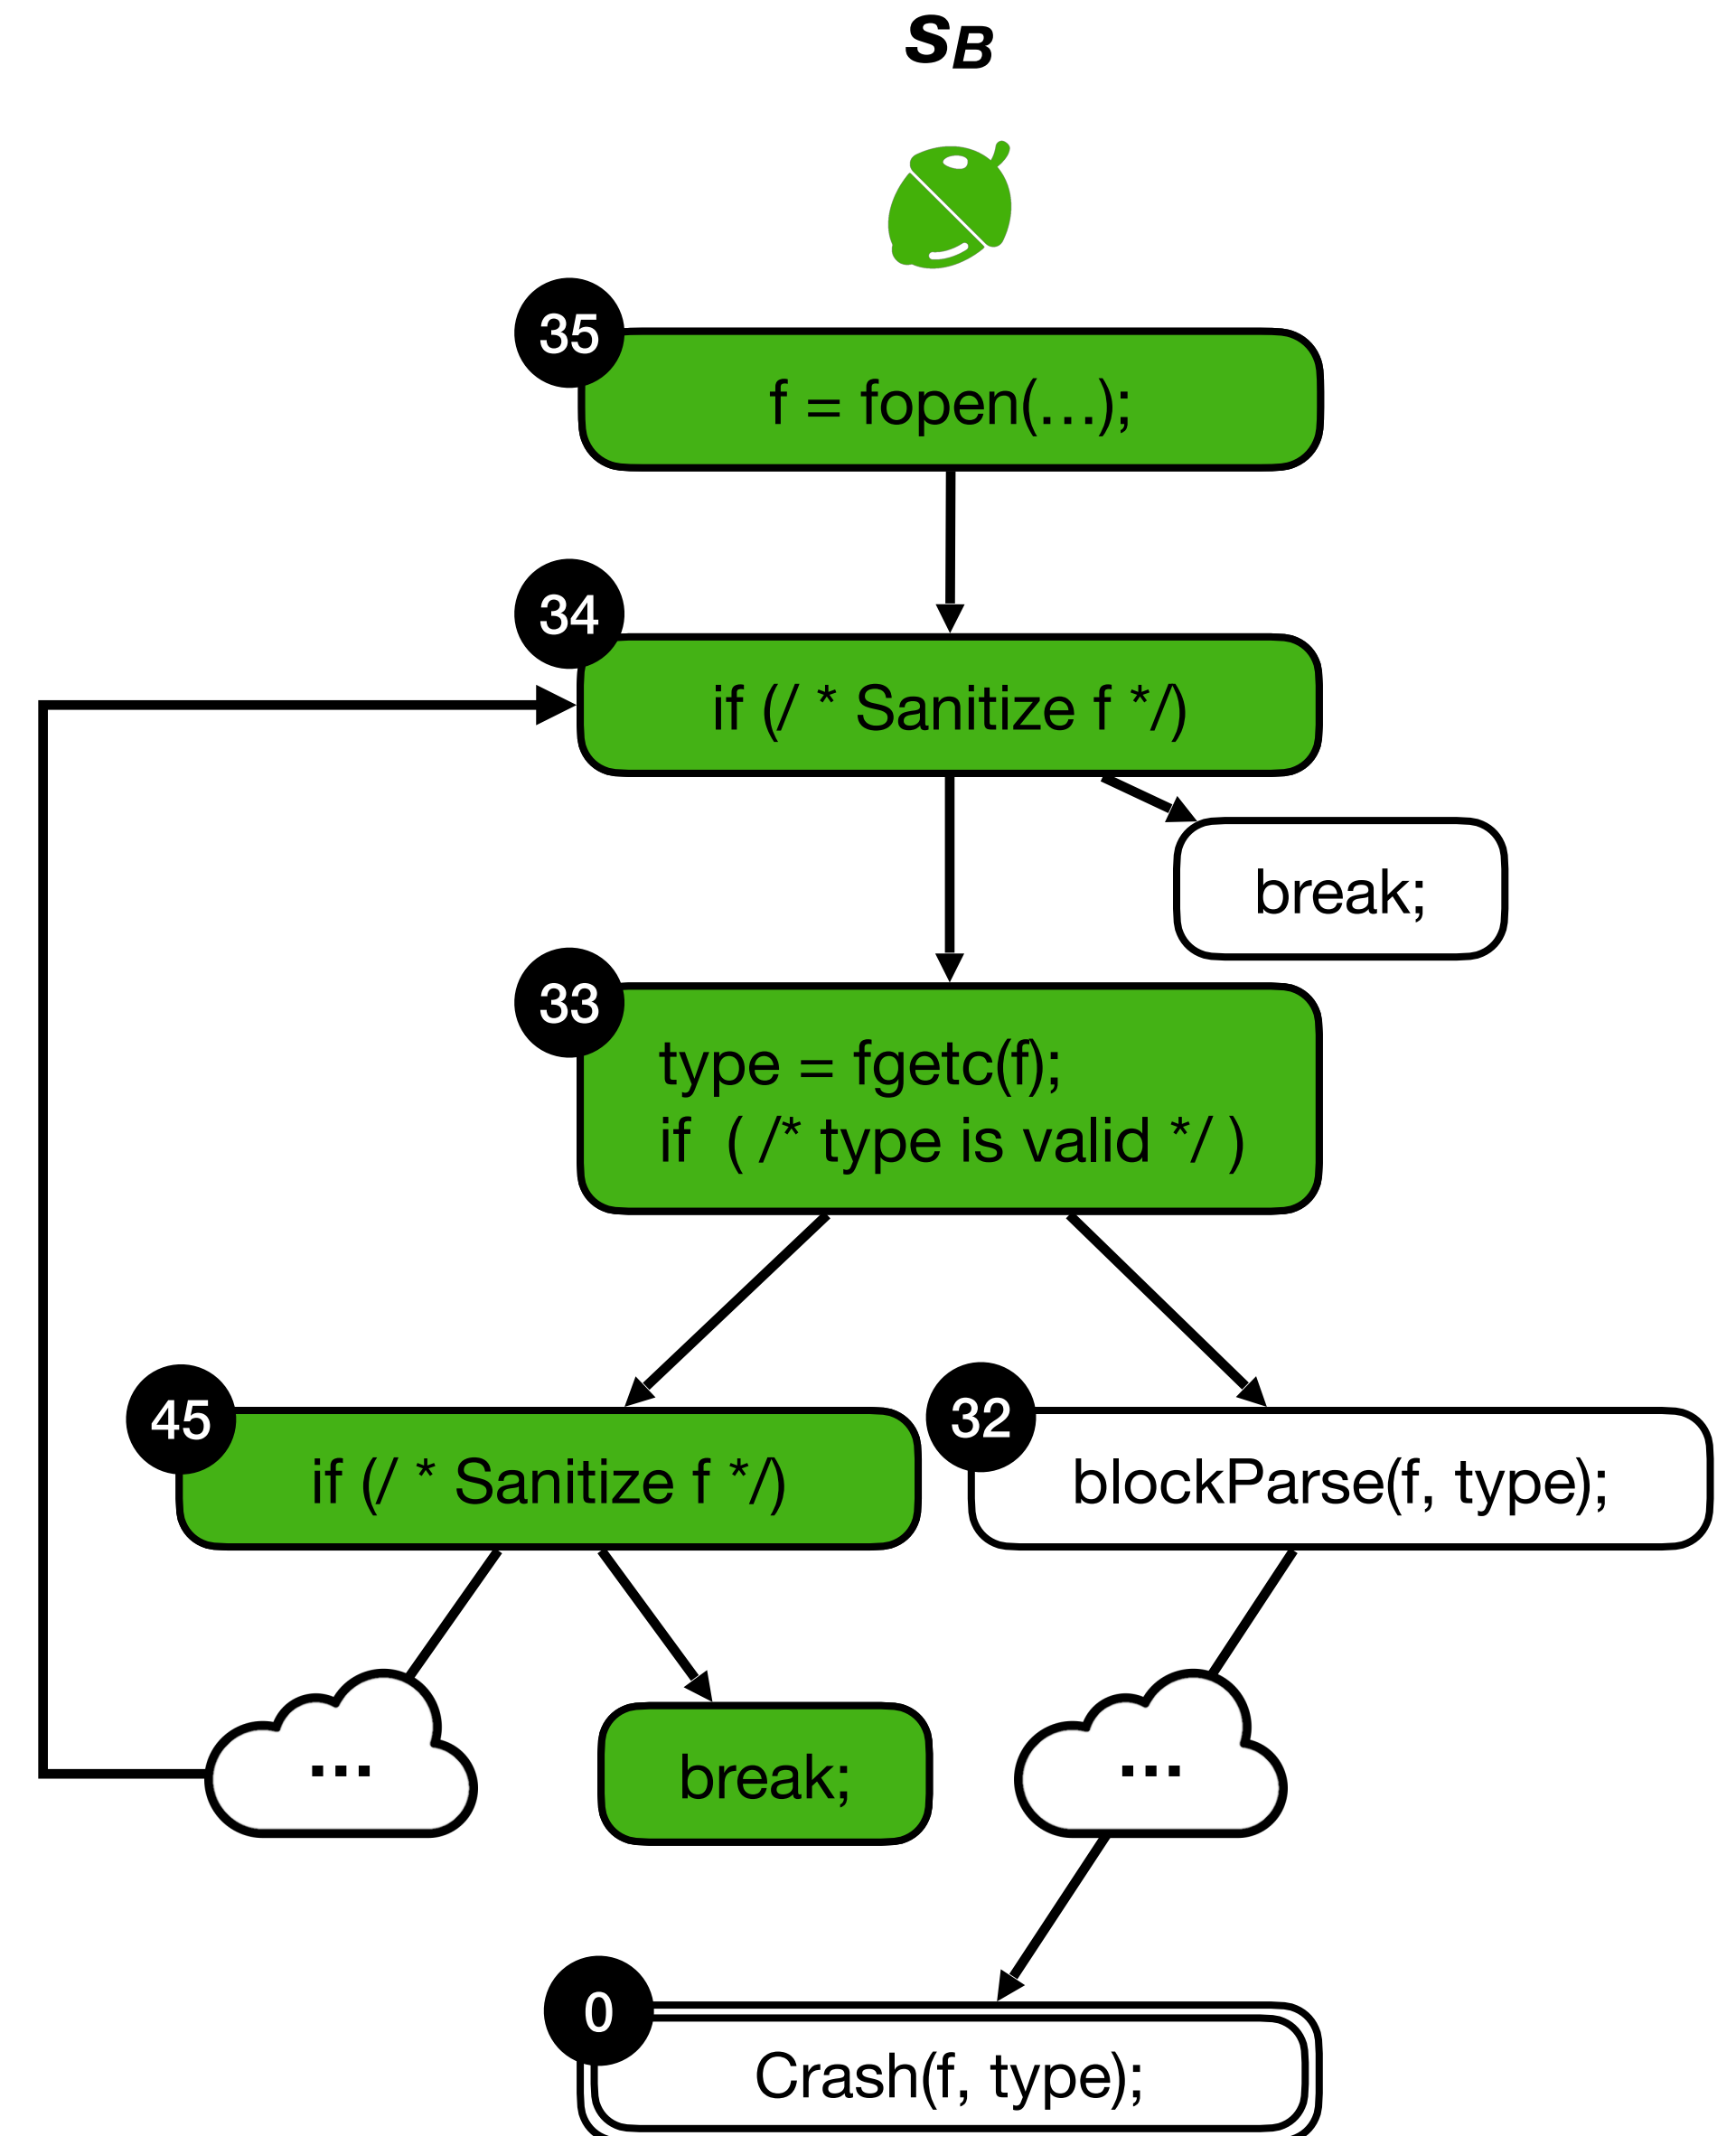 SB
35
f = fopen(...);
34
if (/ * Sanitize f */)
break;
33
type = fgetc(f);
if ( /* type is valid */ )
45
if (/ * Sanitize f */)
32
blockParse(f, type);
...
break;
...
0
Crash(f, type);